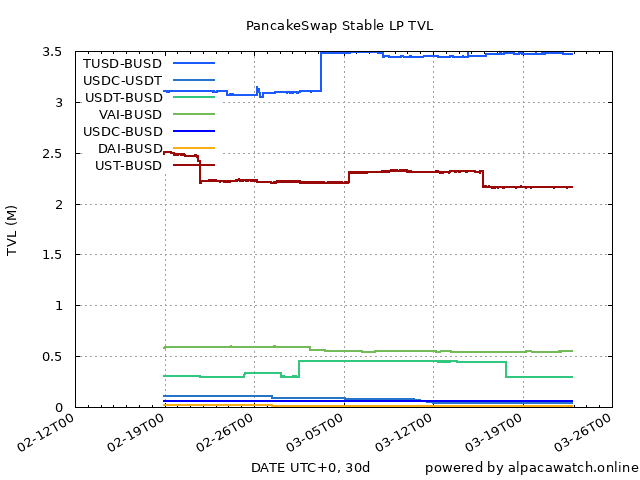 PancakeSwap Stable LP TVL
3.5
3
2.5
2
1.5
1
0.5
0
TVL (M)
TUSD-BUSD
USDC-USDT
USDT-BUSD
VAI-BUSD
USDC-BUSD
DAI-BUSD
UST-BUSD
02-12T00
02-19T00
02-26T00
03-05T00
03-12T00
03-19T00
03-26T00
DATE UTC+0, 30d
powered by alpacawatch.online